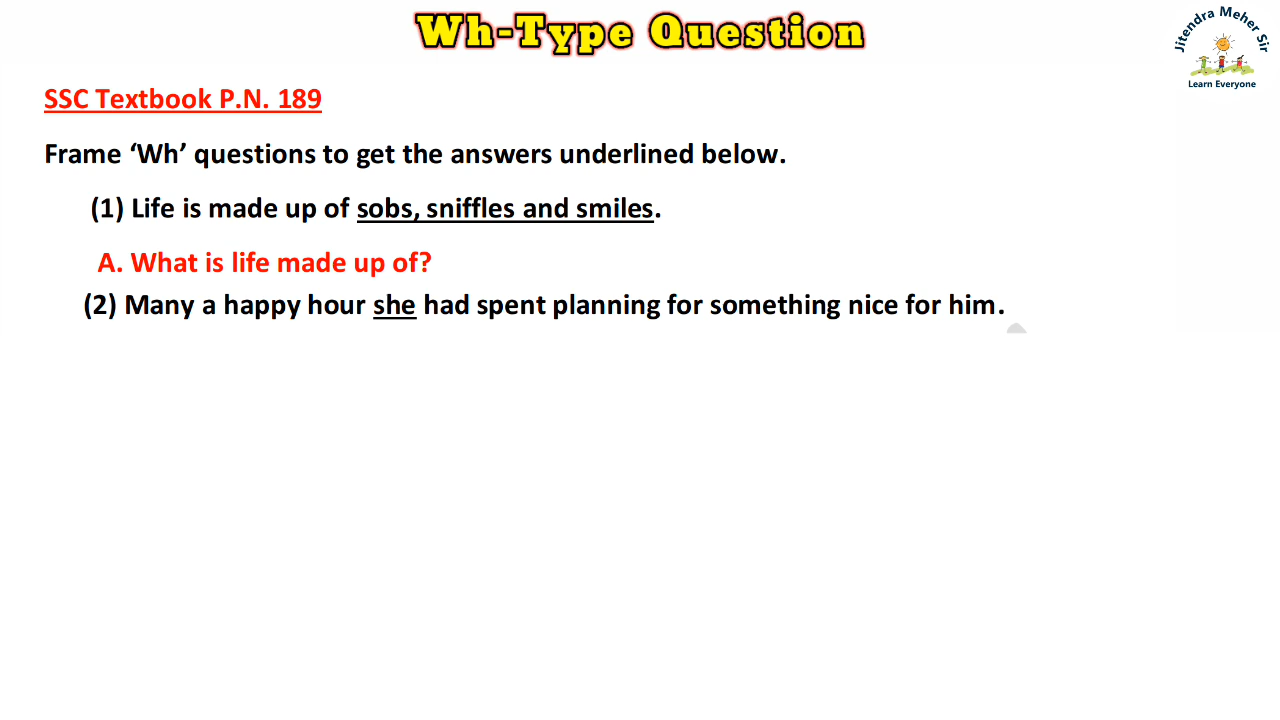 Wh-Type Question
Jitendra Meher Sir
Learn Everyone
SSC Textbook P.N. 189
Frame ‘Wh’ questions to get the answers underlined below.
(1) Life is made up of sobs, sniffles and smiles.
A. What is life made up of?
(2) Many a happy hour she had spent planning for something nice for him.